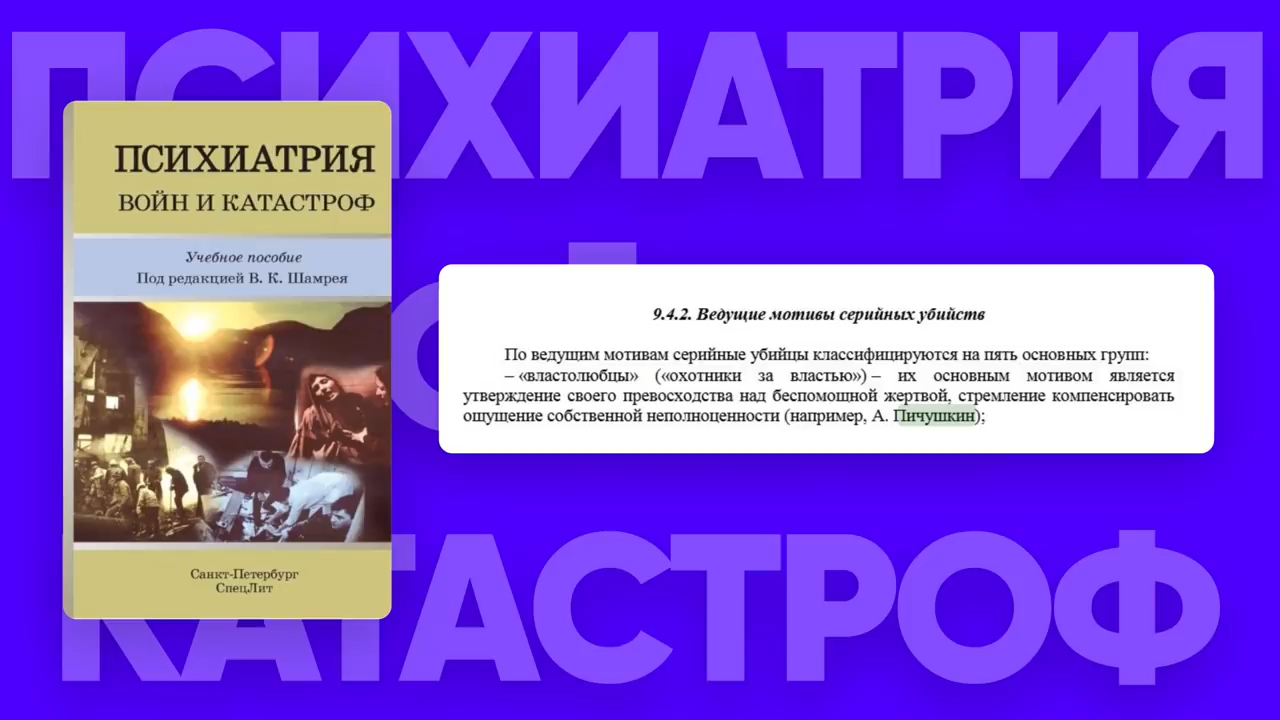 ПСИХИАТРИЯ
ПСИХИАТРИЯ
ВОЙН И КАТАСТРОФ
Учебное пособие
Под редакцией В. К. Шамрея
Санкт-Петербург
СпецЛит
9.4.2. Ведущие мотивы серийных убийств
По ведущим мотивам серийные убийцы классифицируются на пять основных групп:
– «властолюбцы» («охотники за властью») – их основным мотивом является
утверждение своего превосходства над беспомощной жертвой, стремление компенсировать
ощущение собственной неполноценности (например, А. Пичушкин);
КАТАСТРОФ